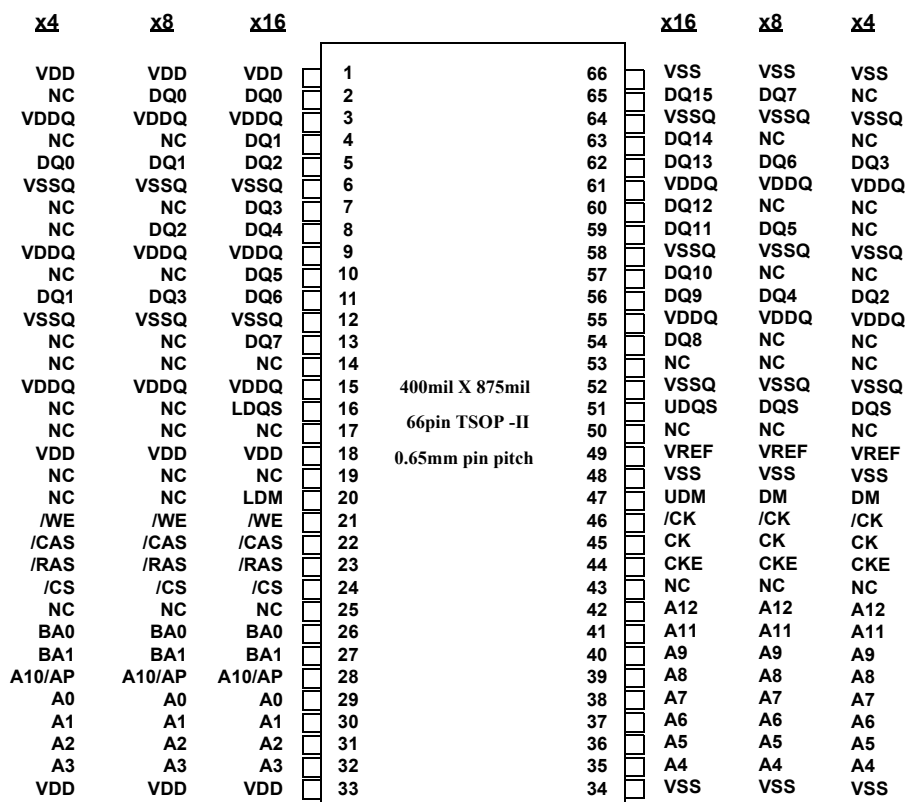 x4 x8 x16 x16 x8 x4
VDD VDD VDD 1 66 VSS VSS VSS
NC DQ0 DQ0 2 65 DQ15 DQ7 NC
VDDQ VDDQ VDDQ 3 64 VSSQ VSSQ VSSQ
NC NC DQ1 4 63 DQ14 NC NC
DQ0 DQ1 DQ2 5 62 DQ13 DQ6 DQ3
VSSQ VSSQ VSSQ 6 61 VDDQ VDDQ VDDQ
NC NC DQ3 7 60 DQ12 NC NC
NC DQ2 DQ4 8 59 DQ11 DQ5 NC
VDDQ VDDQ VDDQ 9 58 VSSQ VSSQ VSSQ
NC NC DQ5 10 57 DQ10 NC NC
DQ1 DQ3 DQ6 11 56 DQ9 DQ4 DQ2
VSSQ VSSQ VSSQ 12 55 VDDQ VDDQ VDDQ
NC NC DQ7 13 54 DQ8 NC NC
NC NC NC 14 53 NC NC NC
VDDQ VDDQ VDDQ 15 400mil X 875mil 52 VSSQ VSSQ VSSQ
NC NC LDQS 16 51 UDQS DQS DQS
NC NC NC 17 66pin TSOP -II 50 NC NC NC
VDD VDD VDD 18 0.65mm pin pitch 49 VREF VREF VREF
NC NC NC 19 48 VSS VSS VSS
NC NC LDM 20 47 UDM DM DM
/WE /WE /WE 21 46 /CK /CK /CK
/CAS /CAS /CAS 22 45 CK CK CK
/RAS /RAS /RAS 23 44 CKE CKE CKE
/CS /CS /CS 24 43 NC NC NC
NC NC NC 25 42 A12 A12 A12
BA0 BA0 BA0 26 41 A11 A11 A11
BA1 BA1 BA1 27 40 A9 A9 A9
A10/AP A10/AP A10/AP 28 39 A8 A8 A8
A0 A0 A0 29 38 A7 A7 A7
A1 A1 A1 30 37 A6 A6 A6
A2 A2 A2 31 36 A5 A5 A5
A3 A3 A3 32 35 A4 A4 A4
VDD VDD VDD 33 34 VSS VSS VSS